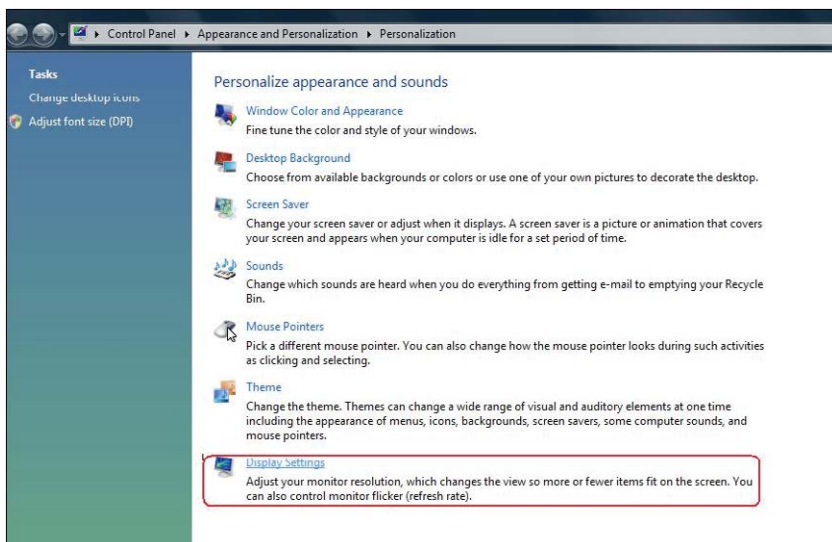 Control Panel ▸ Appearance and Personalization ▸ Personalization
Tasks
Change desktop icons
Adjust font size (DPI)
Personalize appearance and sounds
Window Color and Appearance
Fine tune the color and style of your windows.
Desktop Background
Choose from available backgrounds or colors or use one of your own pictures to decorate the desktop.
Screen Saver
Change your screen saver or adjust when it displays. A screen saver is a picture or animation that covers
your screen and appears when your computer is idle for a set period of time.
Sounds
Change which sounds are heard when you do everything from getting e-mail to emptying your Recycle
Bin.
Mouse Pointers
Pick a different mouse pointer. You can also change how the mouse pointer looks during such activities
as clicking and selecting.
Theme
Change the theme. Themes can change a wide range of visual and auditory elements at one time
including the appearance of menus, icons, backgrounds, screen savers, some computer sounds, and
mouse pointers.
Display Settings
Adjust your monitor resolution, which changes the view so more or fewer items fit on the screen. You
can also control monitor flicker (refresh rate).